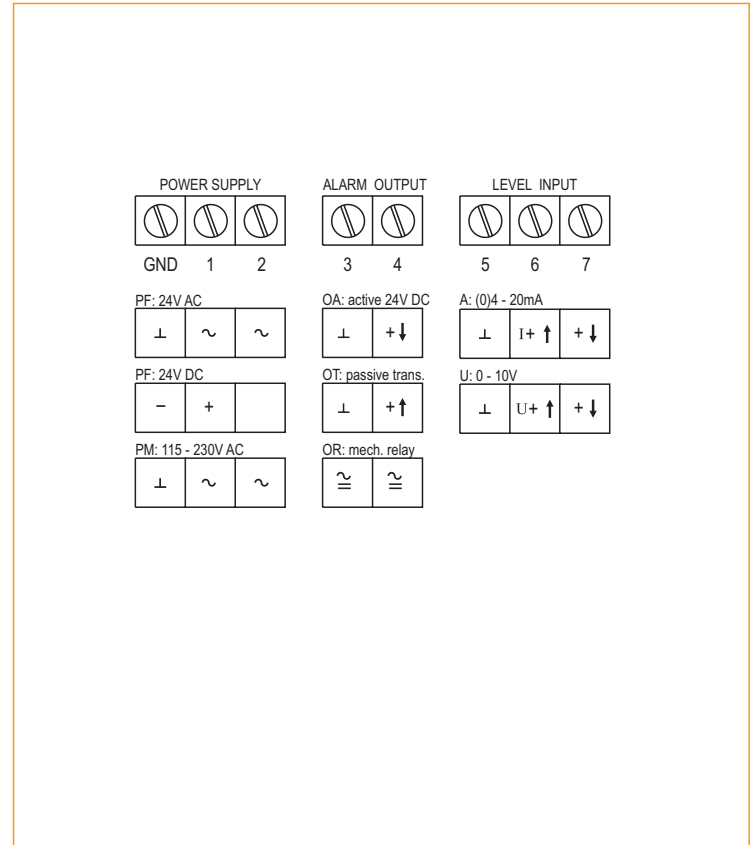 POWER SUPPLY ALARM OUTPUT LEVEL INPUT
GND 1 2 3 4 5 6 7
PF: 24V AC OA: active 24V DC A: (0)4 - 20mA
⊥ ~ ~ ⊥ +↓ ⊥ I+ ↑ +↓
PF: 24V DC OT: passive trans. U: 0 - 10V
− + ⊥ +↑ ⊥ U+ ↑ +↓
PM: 115 - 230V AC OR: mech. relay
⊥ ~ ~ ≅ ≅